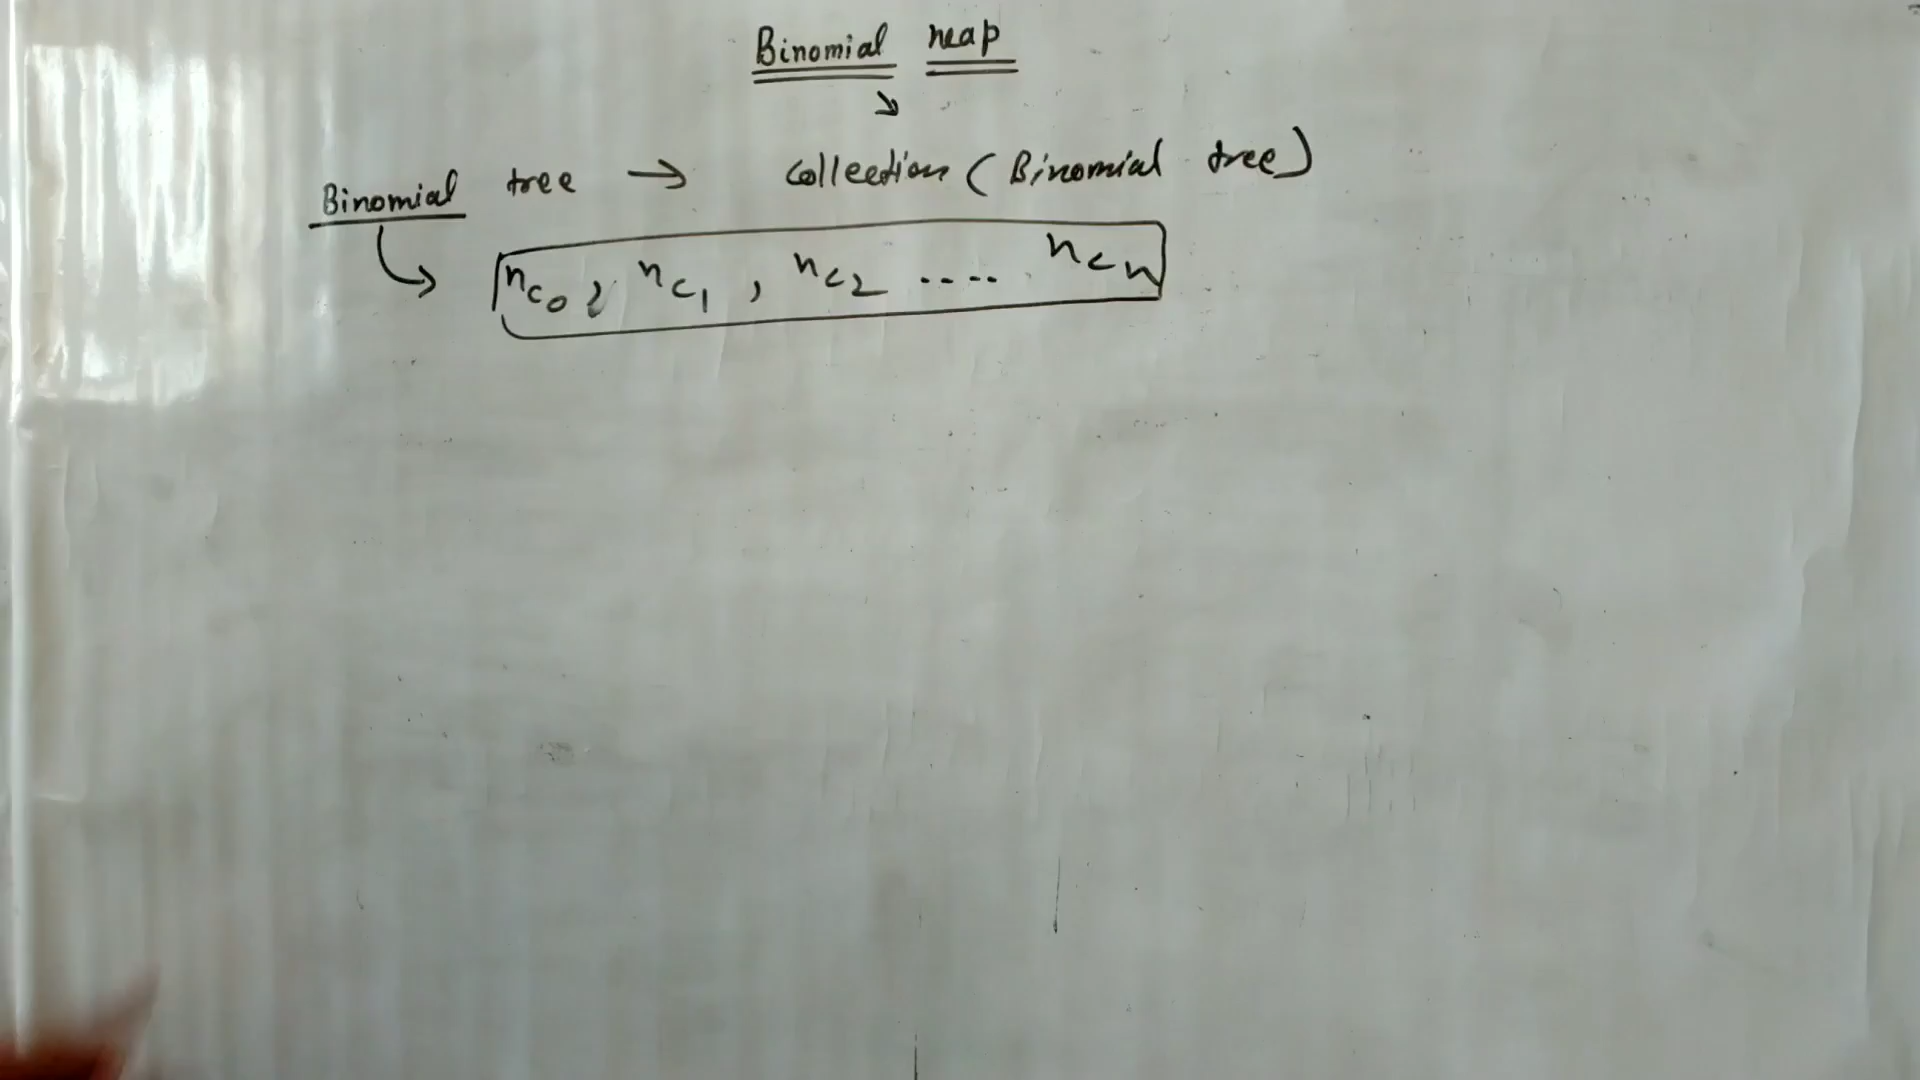 Binomial heap
↘
Binomial tree → collection (Binomial tree)
nc0, nc1, nc2 .... ncn